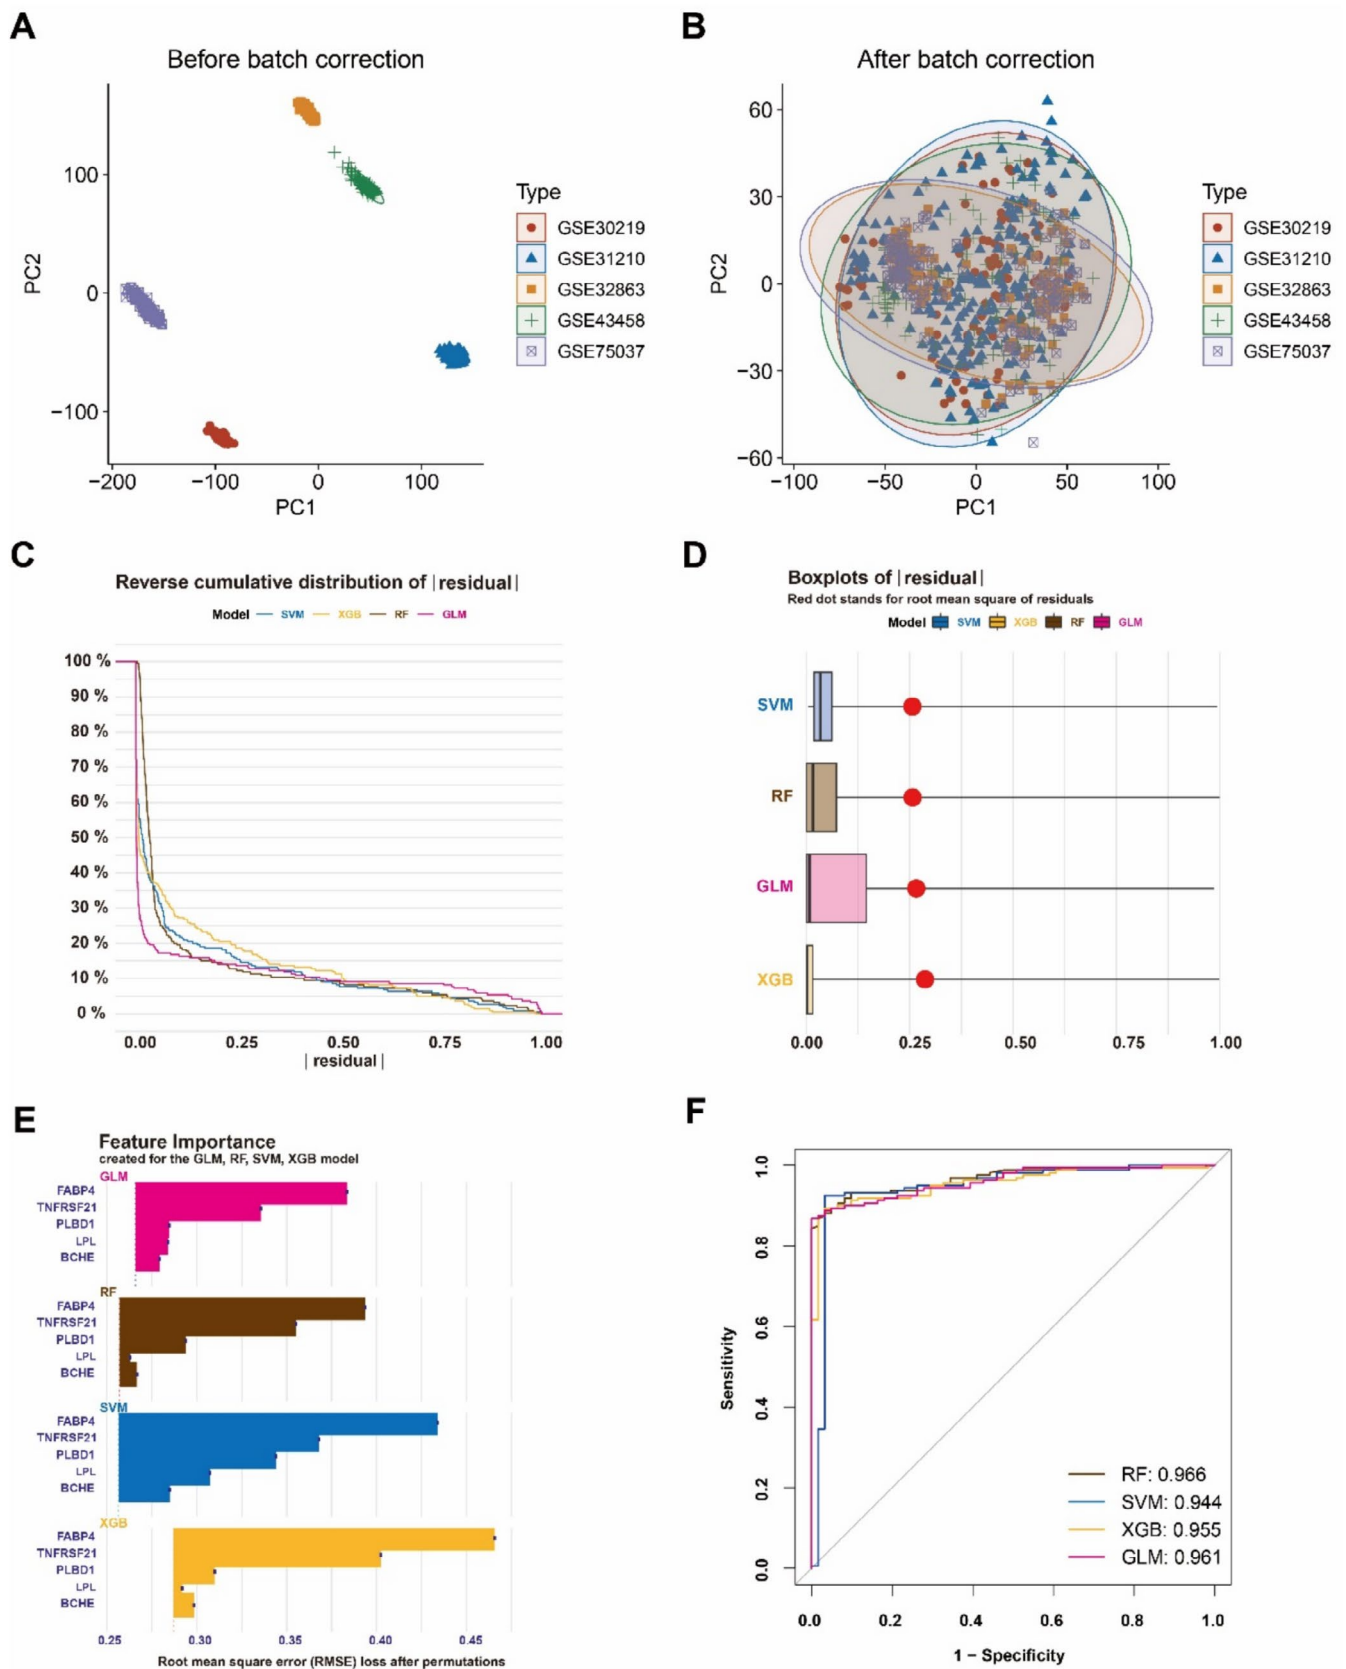 A
Before batch correction
PC2
100
0
−100
−200
−100
0
100
PC1
Type
GSE30219
GSE31210
GSE32863
GSE43458
GSE75037
B
After batch correction
PC2
60
30
0
−30
−60
−100
−50
0
50
100
PC1
Type
GSE30219
GSE31210
GSE32863
GSE43458
GSE75037
C
Reverse cumulative distribution of |residual|
Model SVM XGB RF GLM
100 %
90 %
80 %
70 %
60 %
50 %
40 %
30 %
20 %
10 %
0 %
0.00 0.25 0.50 0.75 1.00
|residual|
D
Boxplots of |residual|
Red dot stands for root mean square of residuals
Model SVM XGB RF GLM
SVM
RF
GLM
XGB
0.00 0.25 0.50 0.75 1.00
E
Feature Importance
created for the GLM, RF, SVM, XGB model
GLM
FABP4
TNFRSF21
PLBD1
LPL
BCHE
RF
FABP4
TNFRSF21
PLBD1
LPL
BCHE
SVM
FABP4
TNFRSF21
PLBD1
LPL
BCHE
XGB
FABP4
TNFRSF21
PLBD1
LPL
BCHE
0.25 0.30 0.35 0.40 0.45
Root mean square error (RMSE) loss after permutations
F
Sensitivity
1.0
0.8
0.6
0.4
0.2
0.0
RF: 0.966
SVM: 0.944
XGB: 0.955
GLM: 0.961
0.0 0.2 0.4 0.6 0.8 1.0
1 − Specificity